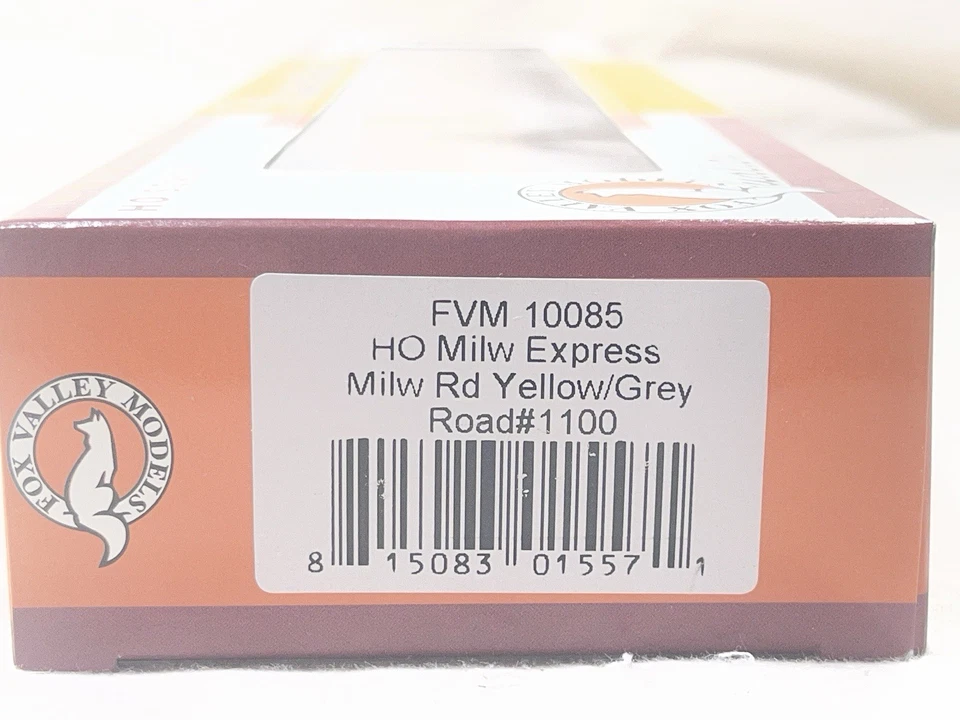 FVM 10085
HO Milw Express
Milw Rd Yellow/Grey
Road#1100
8 15083 01557 1
FOX VALLEY MODELS